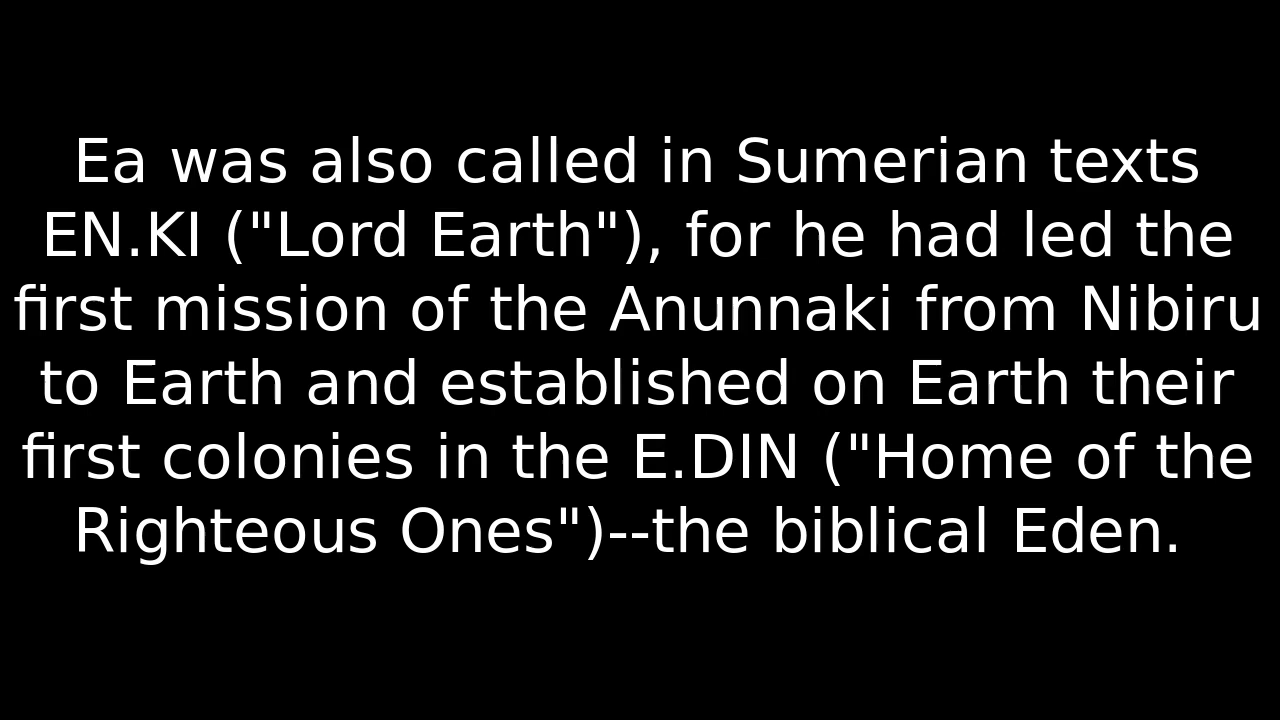 Ea was also called in Sumerian texts
EN.KI ("Lord Earth"), for he had led the
first mission of the Anunnaki from Nibiru
to Earth and established on Earth their
first colonies in the E.DIN ("Home of the
Righteous Ones")--the biblical Eden.